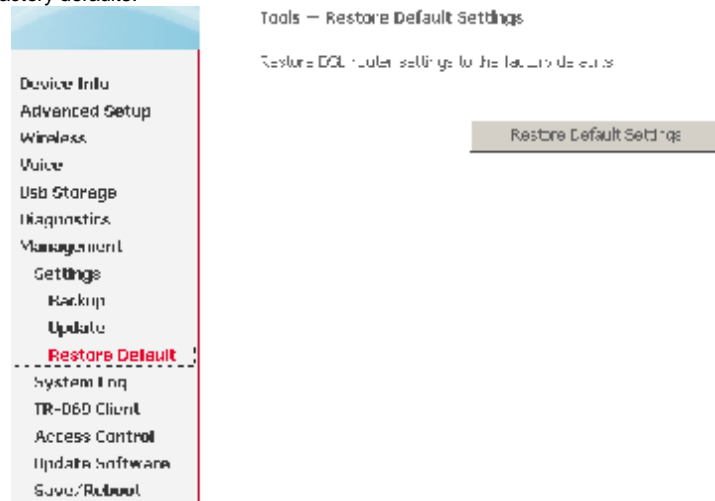 factory defaults.
Tools -- Restore Default Settings
Restore DSL router settings to the factory defaults
Restore Default Settings
Device Info
Advanced Setup
Wireless
Voice
Usb Storage
Diagnostics
Management
Settings
Backup
Update
Restore Default
System Log
TR-069 Client
Access Control
Update Software
Save/Reboot